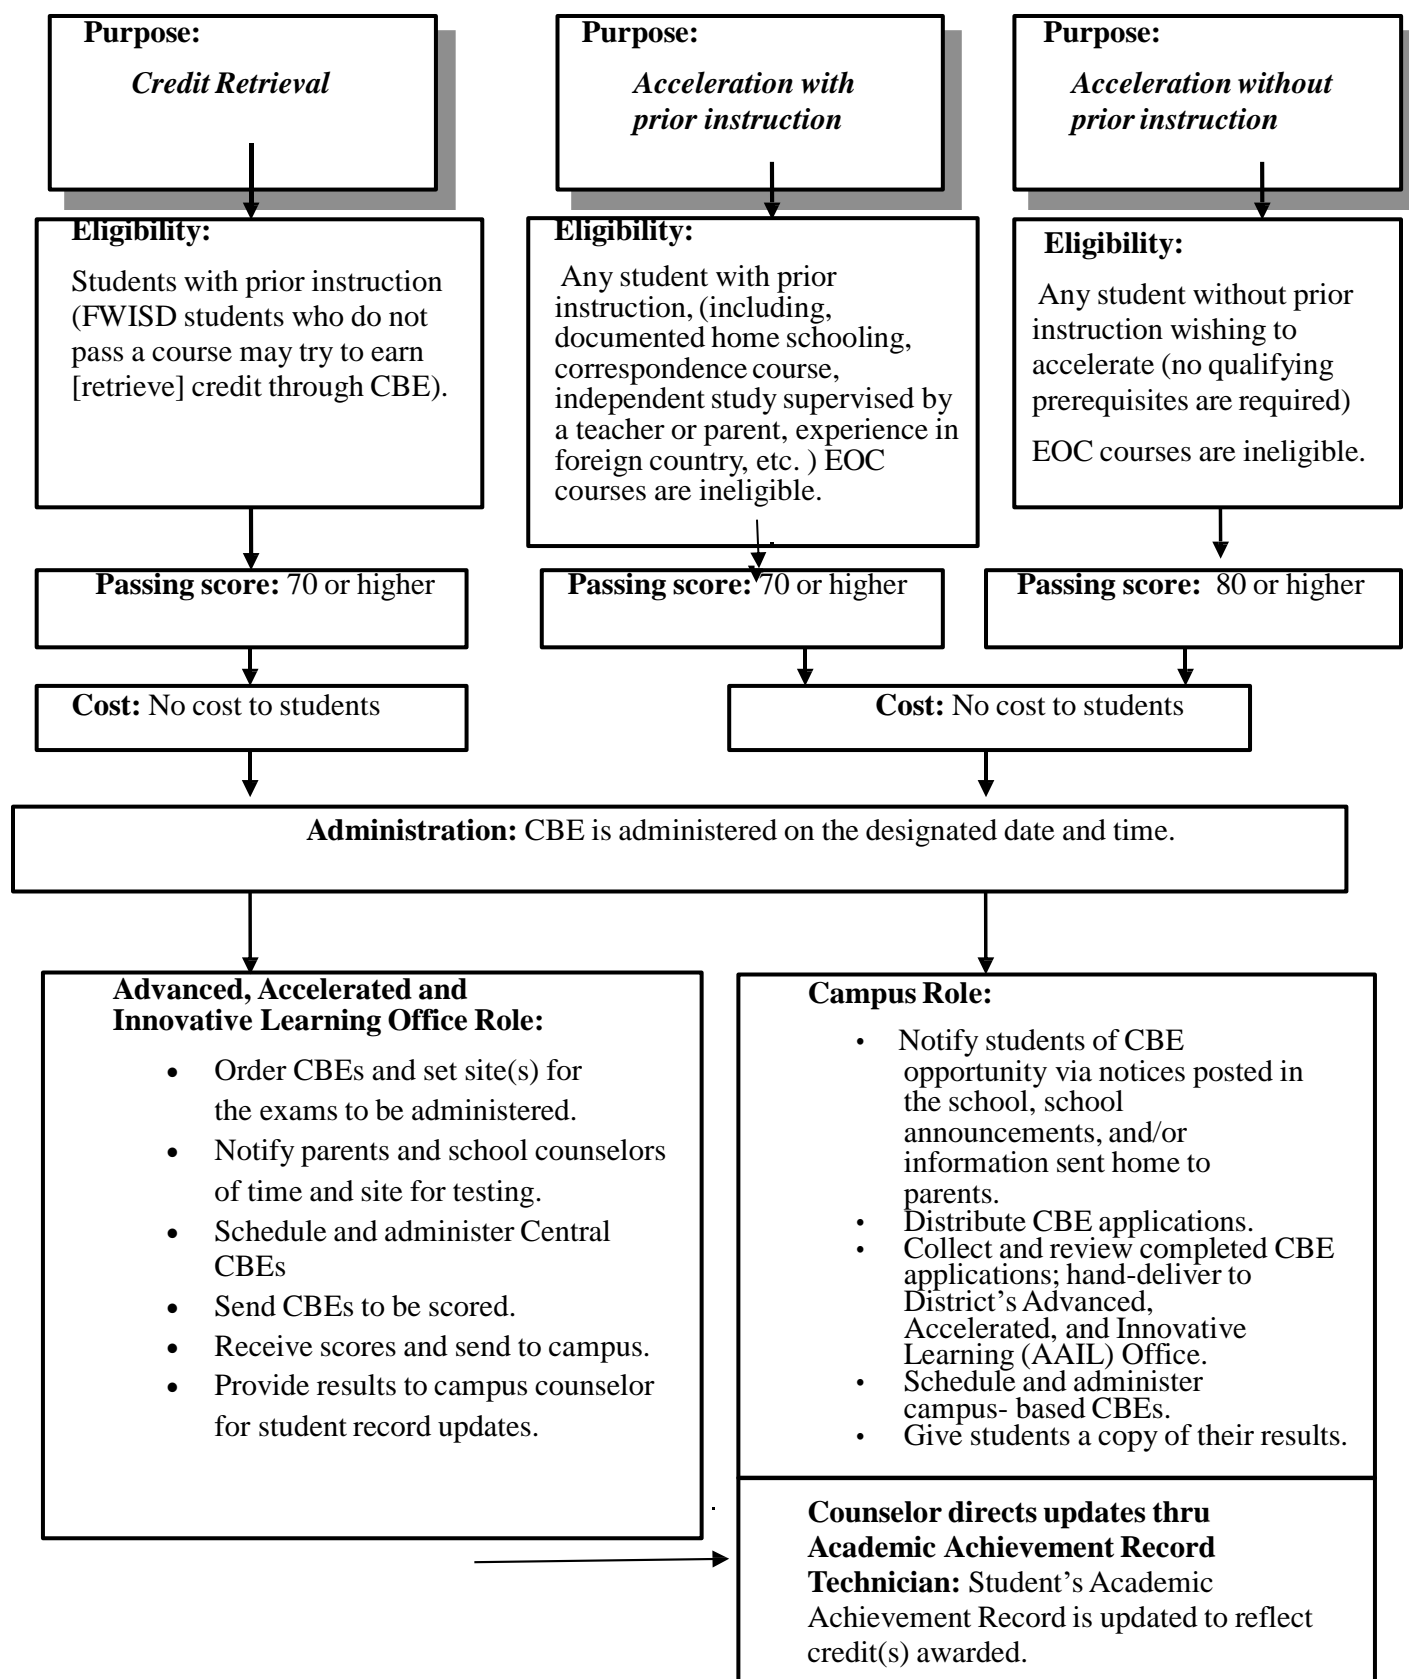 Purpose:
Credit Retrieval
Purpose:
Acceleration with
prior instruction
Purpose:
Acceleration without
prior instruction
Eligibility:
Students with prior instruction
(FWISD students who do not
pass a course may try to earn
[retrieve] credit through CBE).
Eligibility:
Any student with prior
instruction, (including,
documented home schooling,
correspondence course,
independent study supervised by
a teacher or parent, experience in
foreign country, etc. ) EOC
courses are ineligible.
Eligibility:
Any student without prior
instruction wishing to
accelerate (no qualifying
prerequisites are required)
EOC courses are ineligible.
Passing score: 70 or higher
Passing score: 70 or higher
Passing score: 80 or higher
Cost: No cost to students
Cost: No cost to students
Administration: CBE is administered on the designated date and time.
Advanced, Accelerated and
Innovative Learning Office Role:
• Order CBEs and set site(s) for
the exams to be administered.
• Notify parents and school counselors
of time and site for testing.
• Schedule and administer Central
CBEs
• Send CBEs to be scored.
• Receive scores and send to campus.
• Provide results to campus counselor
for student record updates.
Campus Role:
• Notify students of CBE
opportunity via notices posted in
the school, school
announcements, and/or
information sent home to
parents.
• Distribute CBE applications.
• Collect and review completed CBE
applications; hand-deliver to
District’s Advanced,
Accelerated, and Innovative
Learning (AAIL) Office.
• Schedule and administer
campus- based CBEs.
• Give students a copy of their results.
Counselor directs updates thru
Academic Achievement Record
Technician: Student’s Academic
Achievement Record is updated to reflect
credit(s) awarded.